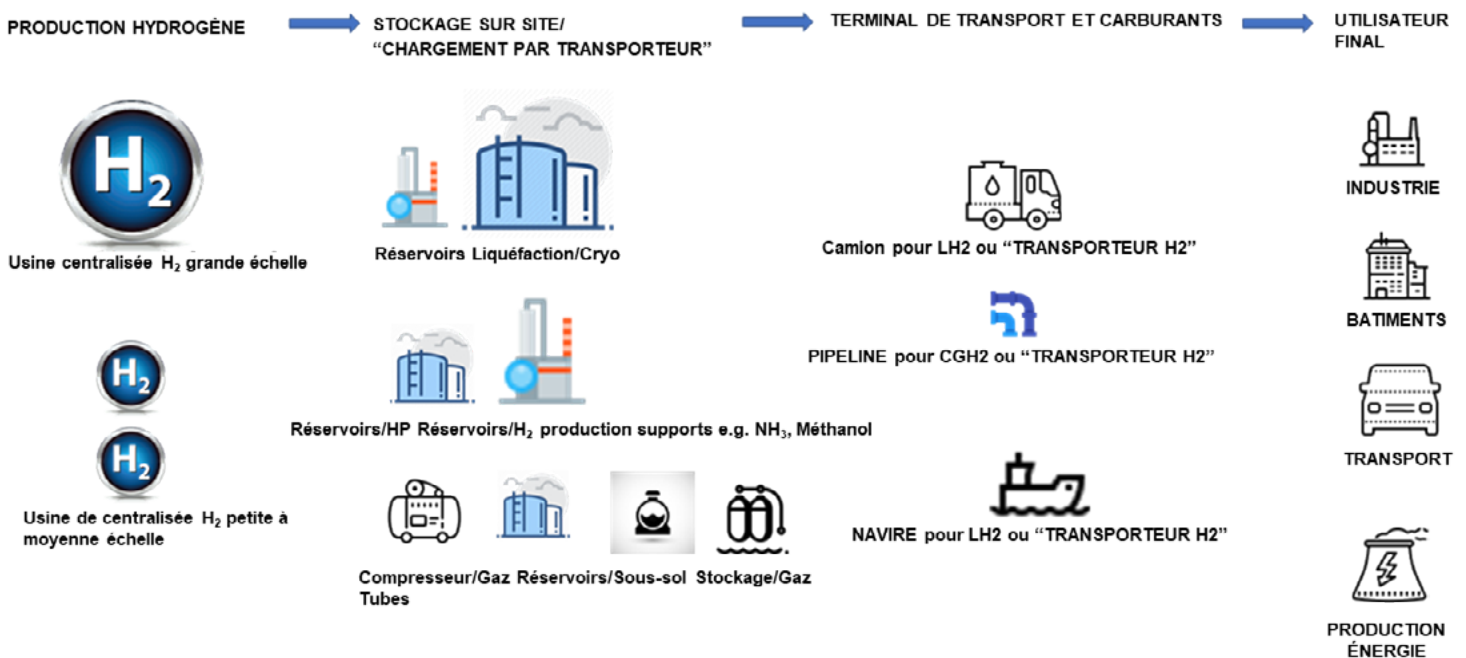 PRODUCTION HYDROGÈNE
STOCKAGE SUR SITE/
“CHARGEMENT PAR TRANSPORTEUR”
TERMINAL DE TRANSPORT ET CARBURANTS
UTILISATEUR
FINAL
H2
Usine centralisée H₂ grande échelle
H2
H2
Usine de centralisée H₂ petite à
moyenne échelle
Réservoirs Liquéfaction/Cryo
Réservoirs/HP Réservoirs/H₂ production supports e.g. NH₃, Méthanol
Compresseur/Gaz Réservoirs/Sous-sol Stockage/Gaz
Tubes
Camion pour LH2 ou “TRANSPORTEUR H2”
PIPELINE pour CGH2 ou “TRANSPORTEUR H2”
NAVIRE pour LH2 ou “TRANSPORTEUR H2”
INDUSTRIE
BATIMENTS
TRANSPORT
PRODUCTION
ÉNERGIE